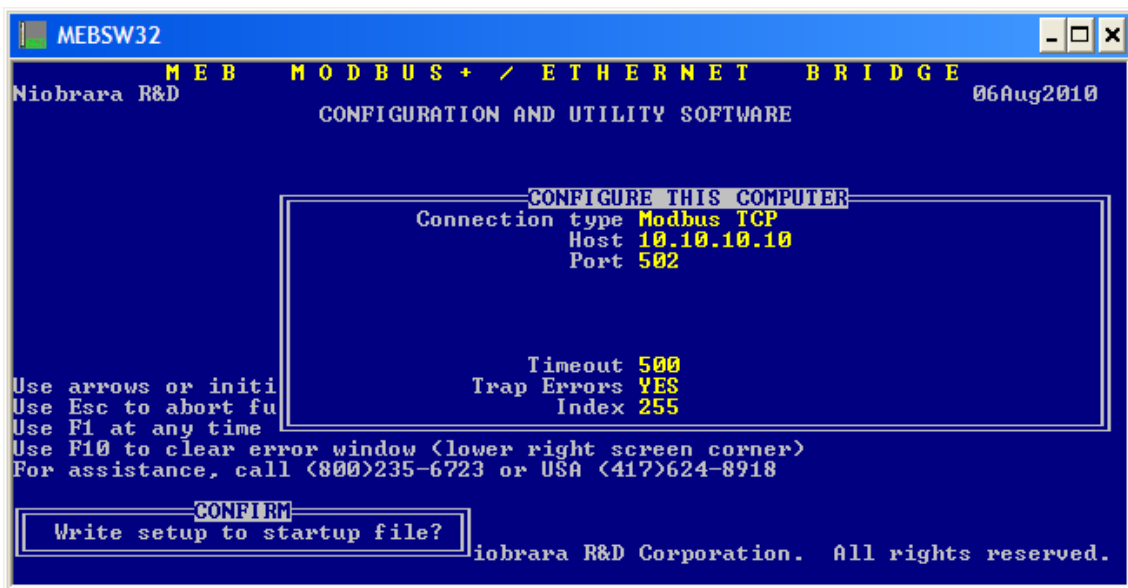 MEBSW32
M E B   M O D B U S + / E T H E R N E T   B R I D G E
Niobrara R&D 06Aug2010
CONFIGURATION AND UTILITY SOFTWARE
CONFIGURE THIS COMPUTER
Connection type Modbus TCP
Host 10.10.10.10
Port 502
Timeout 500
Use arrows or initi Trap Errors YES
Use Esc to abort fu Index 255
Use F1 at any time
Use F10 to clear error window (lower right screen corner)
For assistance, call (800)235-6723 or USA (417)624-8918
CONFIRM
Write setup to startup file?
iobrara R&D Corporation. All rights reserved.